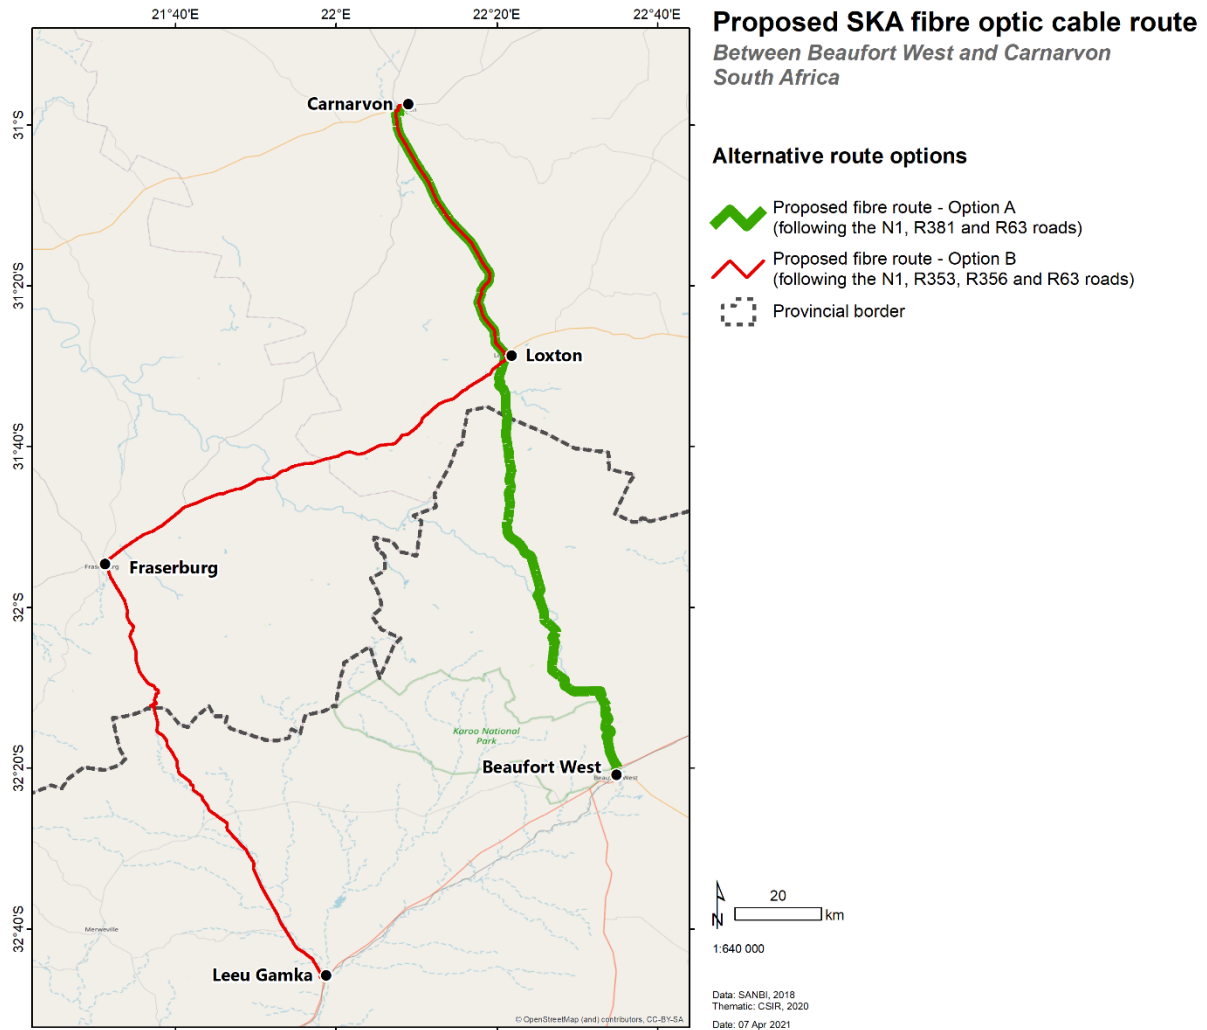 21°40'E 22°E 22°20'E 22°40'E
Proposed SKA fibre optic cable route
Between Beaufort West and Carnarvon
South Africa
Carnarvon
31°S
Alternative route options
Proposed fibre route - Option A
(following the N1, R381 and R63 roads)
Proposed fibre route - Option B
(following the N1, R353, R356 and R63 roads)
31°20'S
Provincial border
Loxton
31°40'S
Fraserburg
32°S
Karoo National
Park
32°20'S
Beaufort West
20
N
km
32°40'S
Merweville
1:640 000
Leeu Gamka
Data: SANBI, 2018
Thematic: CSIR, 2020
© OpenStreetMap (and) contributors, CC-BY-SA
Date: 07 Apr 2021